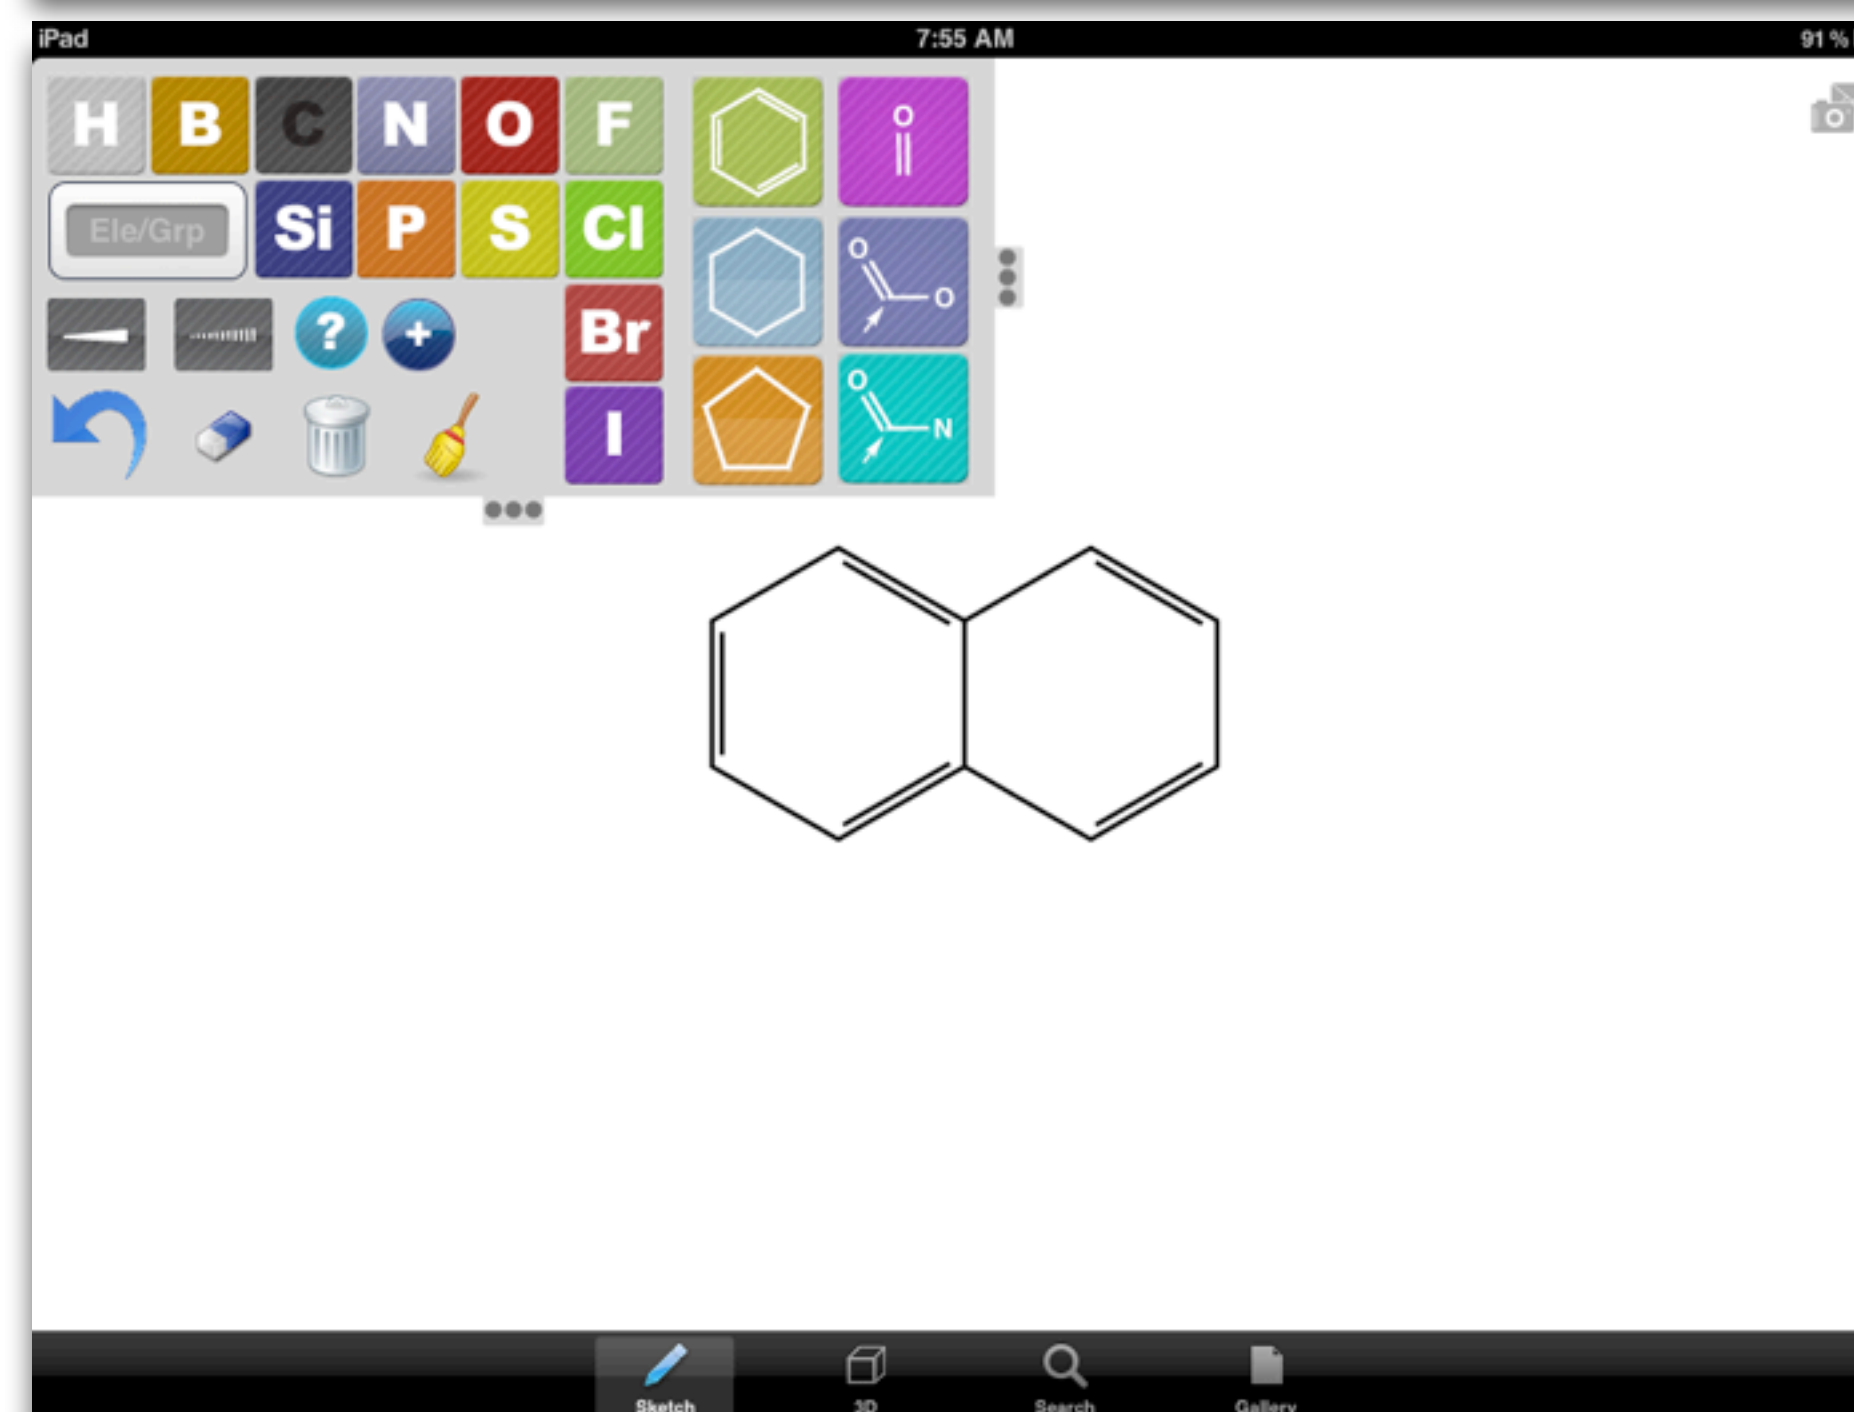 iPad 7:55 AM 91 %
H B C N O F O
Ele/Grp Si P S Cl O O
? + Br
O N
I
Sketch 3D Search Gallery